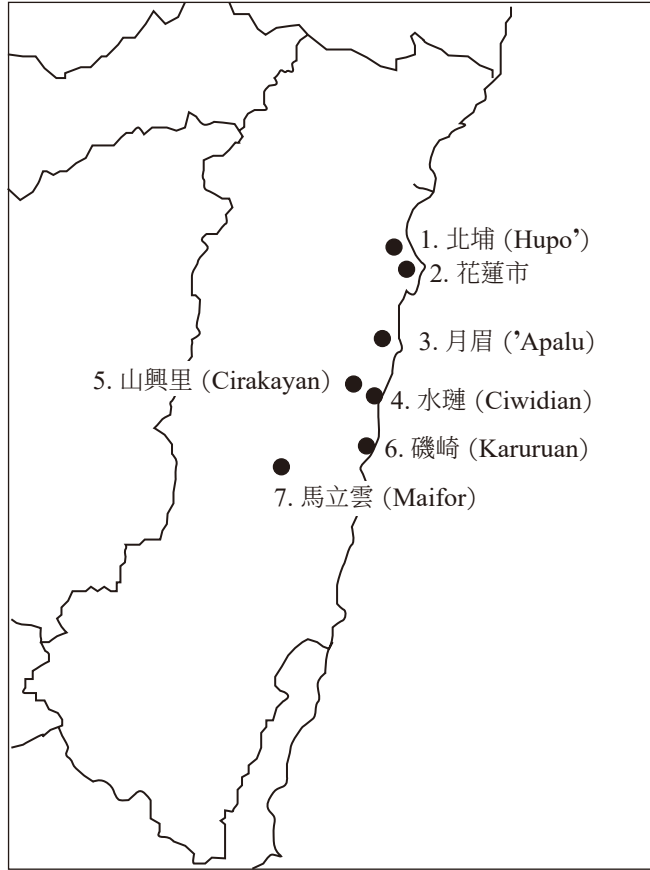 1. 北埔 (Hupo’)
2. 花蓮市
3. 月眉 (’Apalu)
5. 山興里 (Cirakayan)
4. 水璉 (Ciwidian)
6. 磯崎 (Karuruan)
7. 馬立雲 (Maifor)